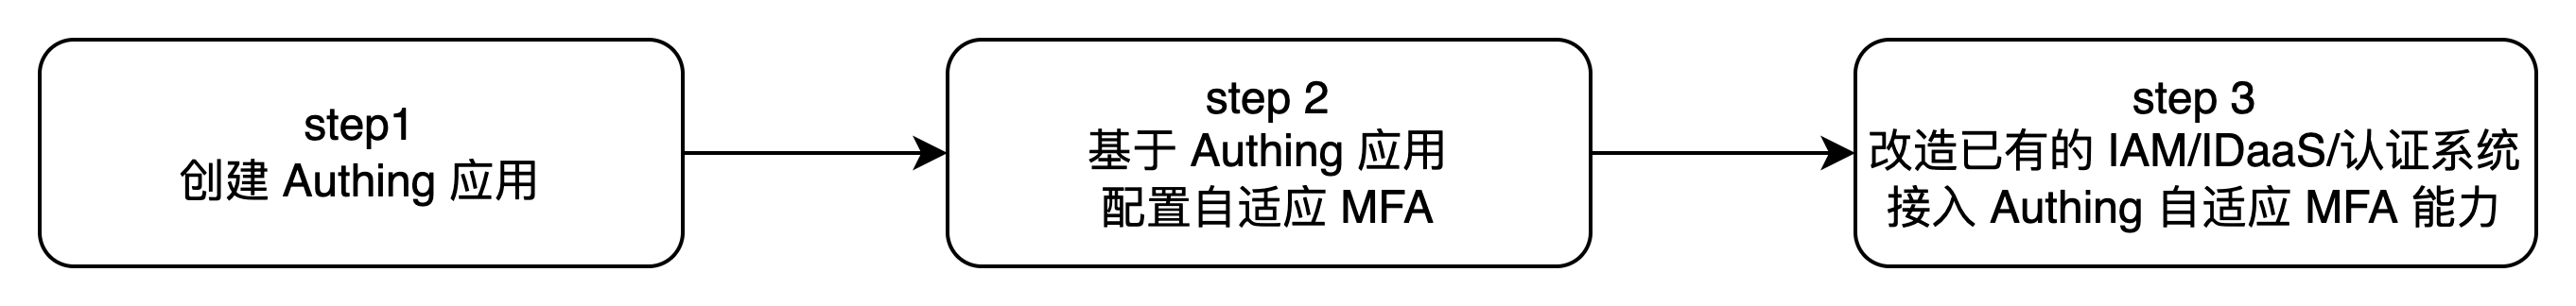 step1
创建 Authing 应用
step 2
基于 Authing 应用
配置自适应 MFA
step 3
改造已有的 IAM/IDaaS/认证系统
接入 Authing 自适应 MFA 能力